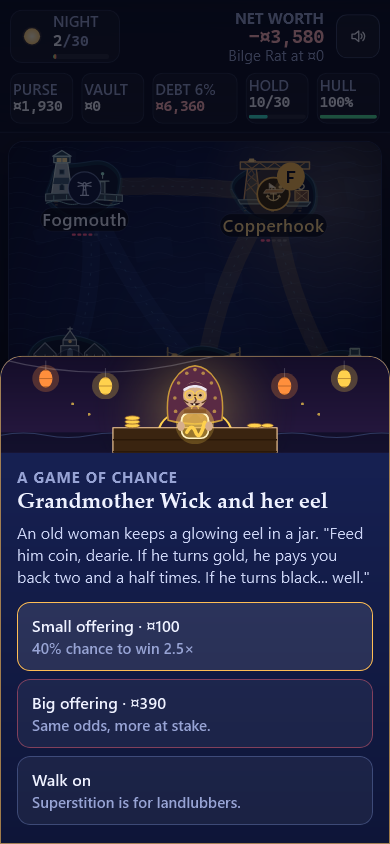 NIGHT
2/30
NET WORTH
−¤3,580
Bilge Rat at ¤0
PURSE
¤1,930
VAULT
¤0
DEBT 6%
¤6,360
HOLD
10/30
HULL
100%
F
Fogmouth
Copperhook
A GAME OF CHANCE
Grandmother Wick and her eel
An old woman keeps a glowing eel in a jar. "Feed
him coin, dearie. If he turns gold, he pays you
back two and a half times. If he turns black... well."
Small offering · ¤100
40% chance to win 2.5×
Big offering · ¤390
Same odds, more at stake.
Walk on
Superstition is for landlubbers.